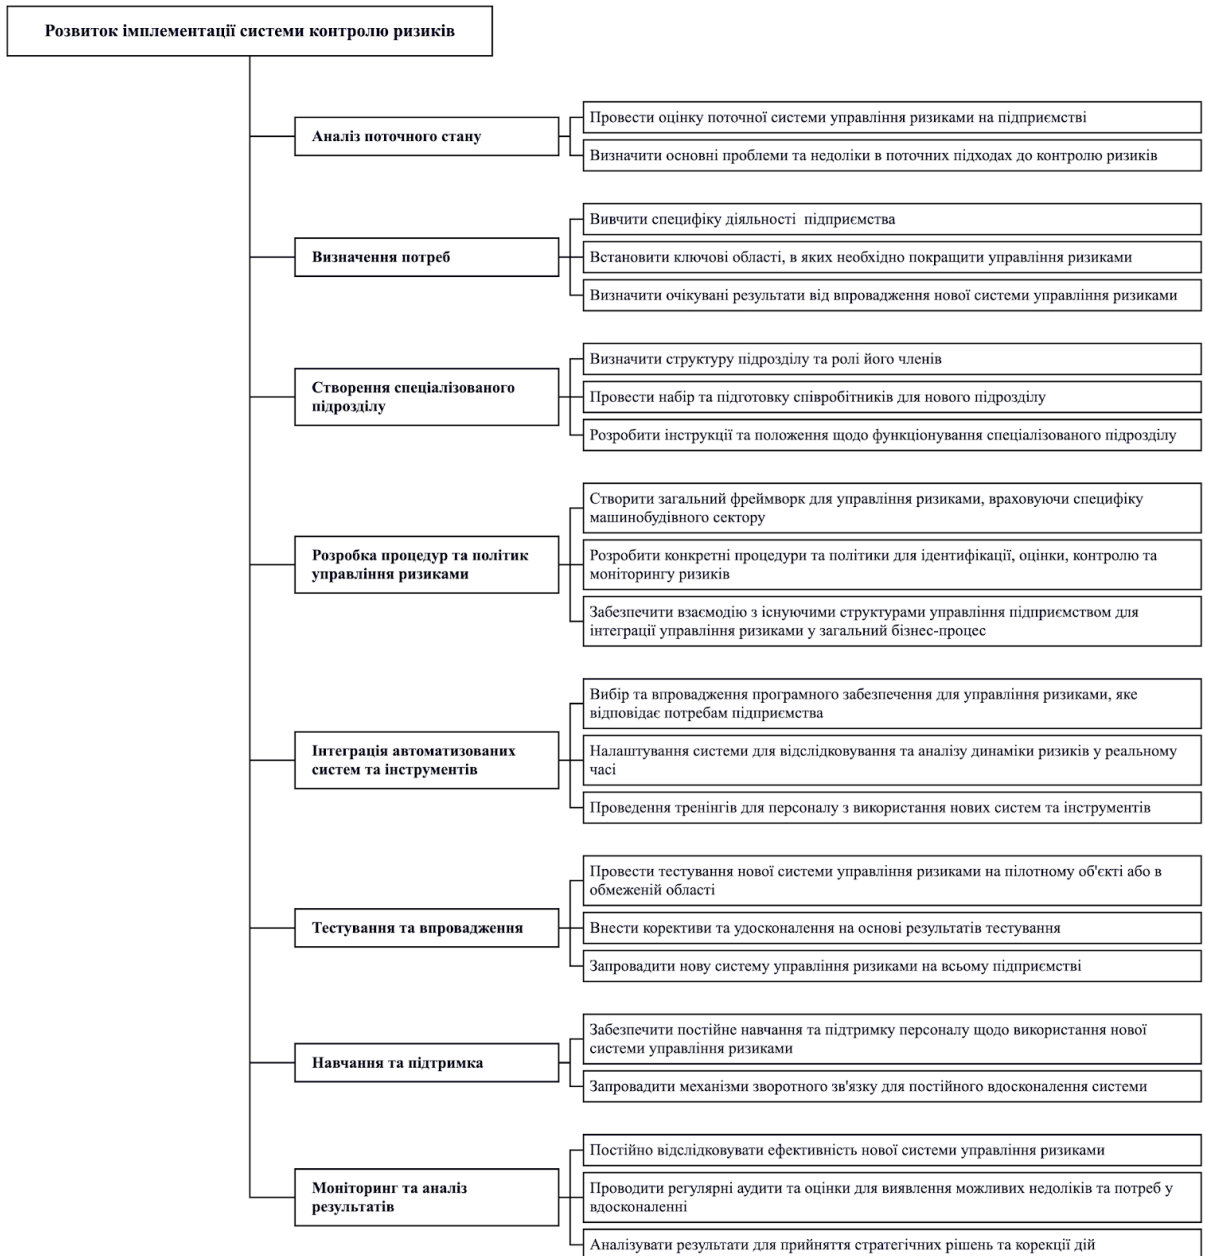 Розвиток імплементації системи контролю ризиків
Аналіз поточного стану
Провести оцінку поточної системи управління ризиками на підприємстві
Визначити основні проблеми та недоліки в поточних підходах до контролю ризиків
Визначення потреб
Вивчити специфіку діяльності підприємства
Встановити ключові області, в яких необхідно покращити управління ризиками
Визначити очікувані результати від впровадження нової системи управління ризиками
Створення спеціалізованого
підрозділу
Визначити структуру підрозділу та ролі його членів
Провести набір та підготовку співробітників для нового підрозділу
Розробити інструкції та положення щодо функціонування спеціалізованого підрозділу
Розробка процедур та політик
управління ризиками
Створити загальний фреймворк для управління ризиками, враховуючи специфіку
машинобудівного сектору
Розробити конкретні процедури та політики для ідентифікації, оцінки, контролю та
моніторингу ризиків
Забезпечити взаємодію з існуючими структурами управління підприємством для
інтеграції управління ризиками у загальний бізнес-процес
Інтеграція автоматизованих
систем та інструментів
Вибір та впровадження програмного забезпечення для управління ризиками, яке
відповідає потребам підприємства
Налаштування системи для відслідковування та аналізу динаміки ризиків у реальному
часі
Проведення тренінгів для персоналу з використання нових систем та інструментів
Тестування та впровадження
Провести тестування нової системи управління ризиками на пілотному об'єкті або в
обмеженій області
Внести корективи та удосконалення на основі результатів тестування
Запровадити нову систему управління ризиками на всьому підприємстві
Навчання та підтримка
Забезпечити постійне навчання та підтримку персоналу щодо використання нової
системи управління ризиками
Запровадити механізми зворотного зв'язку для постійного вдосконалення системи
Моніторинг та аналіз
результатів
Постійно відслідковувати ефективність нової системи управління ризиками
Проводити регулярні аудити та оцінки для виявлення можливих недоліків та потреб у
вдосконаленні
Аналізувати результати для прийняття стратегічних рішень та корекції дій